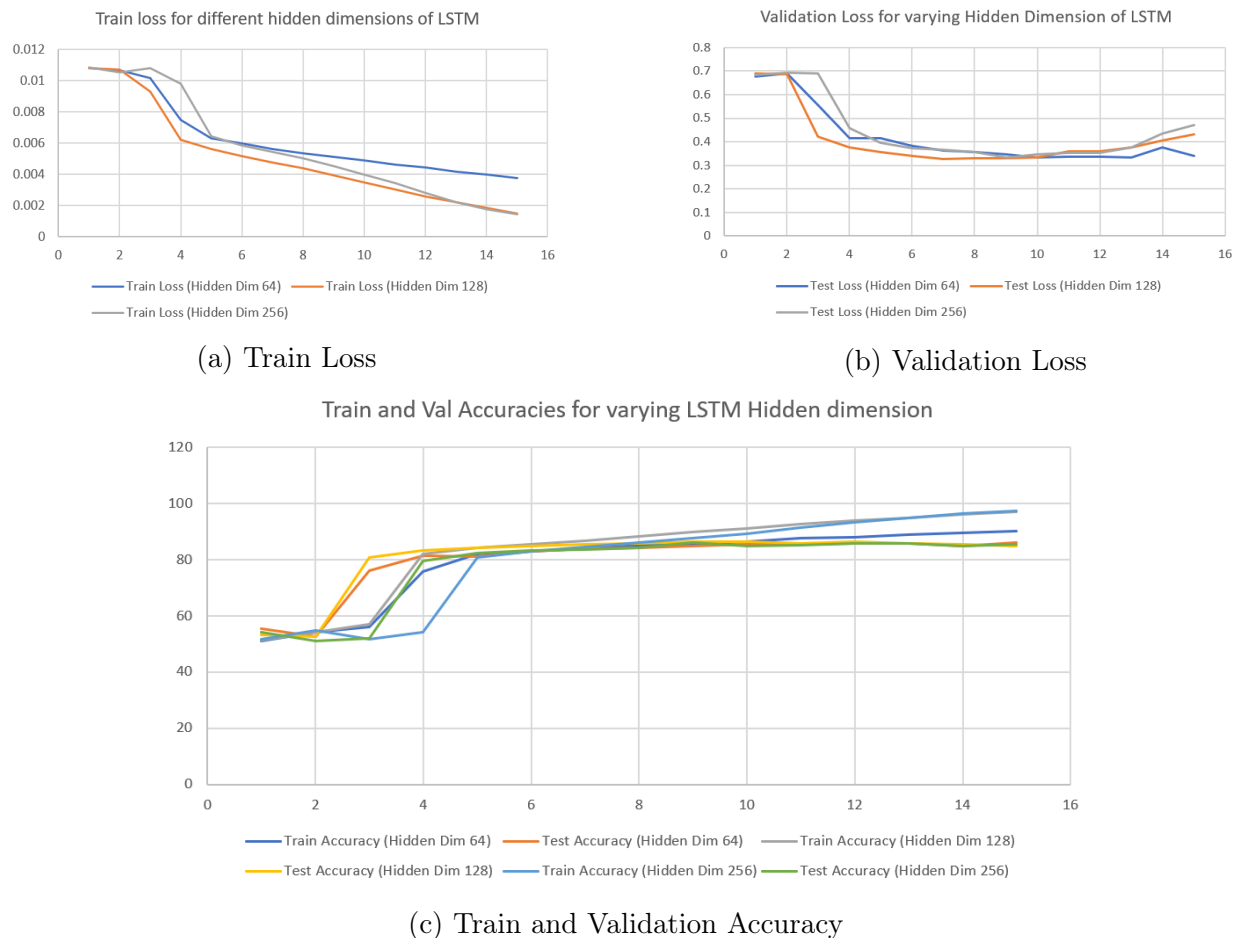 Train loss for different hidden dimensions of LSTM
0.012
0.01
0.008
0.006
0.004
0.002
0
0 2 4 6 8 10 12 14 16
Train Loss (Hidden Dim 64) Train Loss (Hidden Dim 128)
Train Loss (Hidden Dim 256)
(a) Train Loss
Validation Loss for varying Hidden Dimension of LSTM
0.8
0.7
0.6
0.5
0.4
0.3
0.2
0.1
0
0 2 4 6 8 10 12 14 16
Test Loss (Hidden Dim 64) Test Loss (Hidden Dim 128)
Test Loss (Hidden Dim 256)
(b) Validation Loss
Train and Val Accuracies for varying LSTM Hidden dimension
120
100
80
60
40
20
0
0 2 4 6 8 10 12 14 16
Train Accuracy (Hidden Dim 64) Test Accuracy (Hidden Dim 64) Train Accuracy (Hidden Dim 128)
Test Accuracy (Hidden Dim 128) Train Accuracy (Hidden Dim 256) Test Accuracy (Hidden Dim 256)
(c) Train and Validation Accuracy